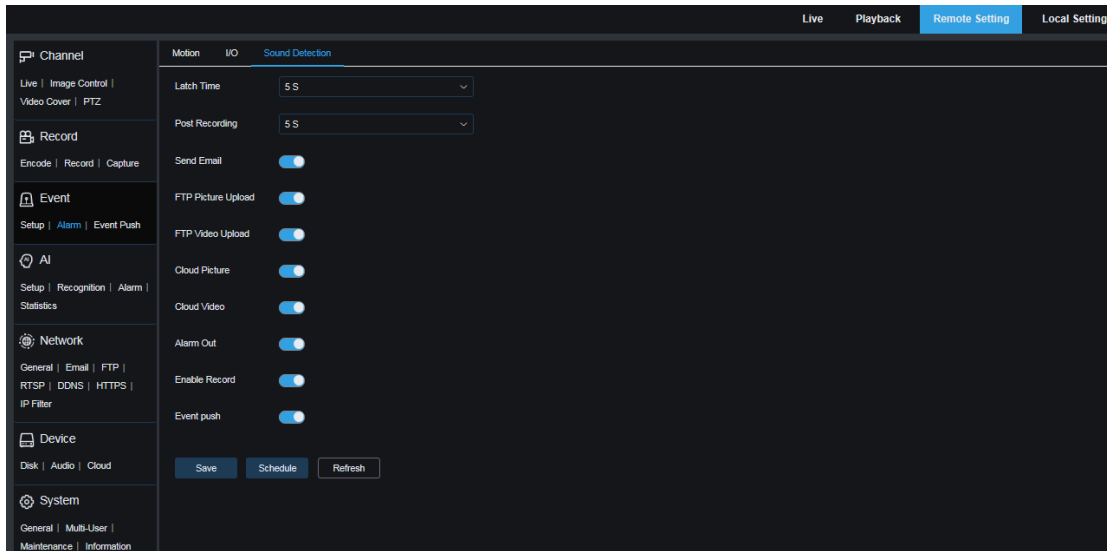 Live Playback Remote Setting Local Setting
Channel
Live | Image Control |
Video Cover | PTZ
Record
Encode | Record | Capture
Event
Setup | Alarm | Event Push
AI
Setup | Recognition | Alarm |
Statistics
Network
General | Email | FTP |
RTSP | DDNS | HTTPS |
IP Filter
Device
Disk | Audio | Cloud
System
General | Multi-User |
Maintenance | Information
Motion I/O Sound Detection
Latch Time 5 S
Post Recording 5 S
Send Email
FTP Picture Upload
FTP Video Upload
Cloud Picture
Cloud Video
Alarm Out
Enable Record
Event push
Save Schedule Refresh